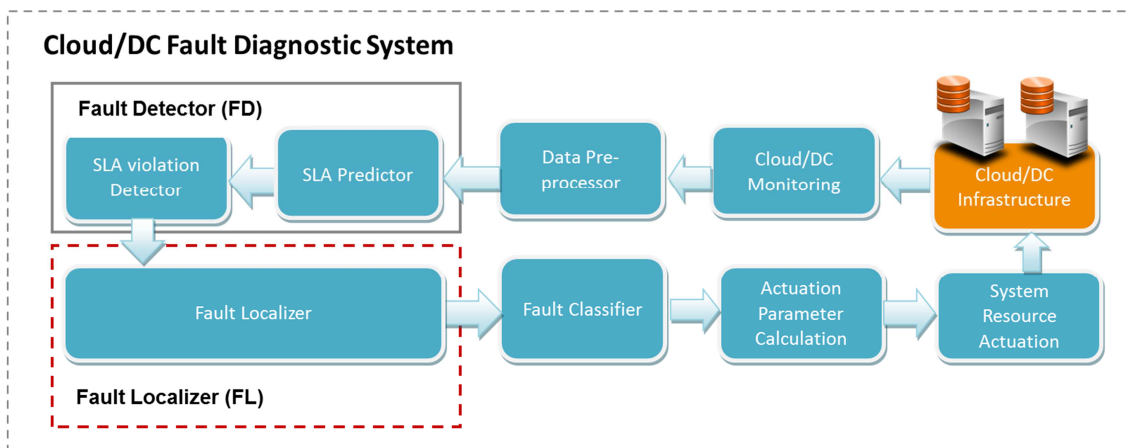 Cloud/DC Fault Diagnostic System
Fault Detector (FD)
SLA violation
Detector
SLA Predictor
Data Pre-
processor
Cloud/DC
Monitoring
Cloud/DC
Infrastructure
Fault Localizer
Fault Classifier
Actuation
Parameter
Calculation
System
Resource
Actuation
Fault Localizer (FL)